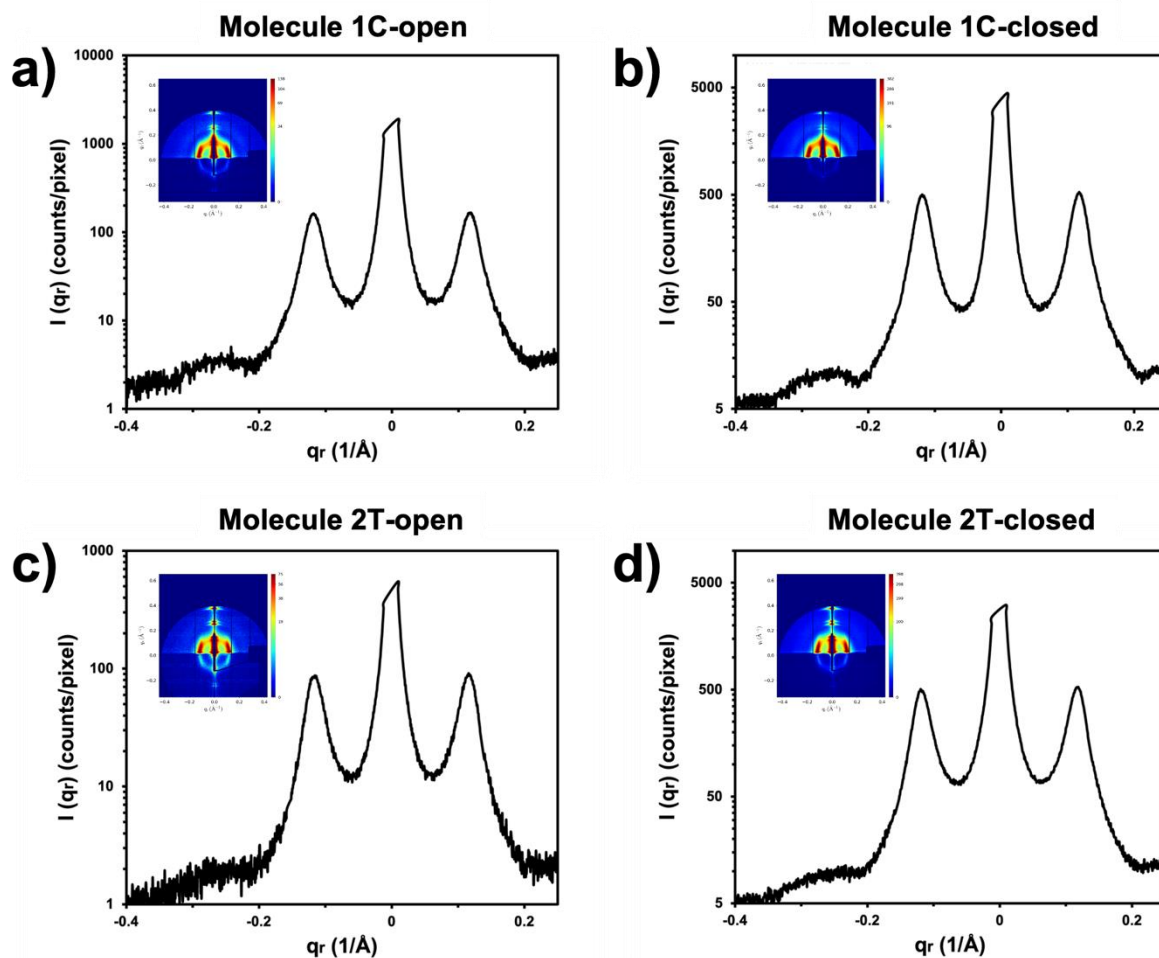 Molecule 1C-open
a)
10000
1000
100
10
1
I (qr) (counts/pixel)
-0.4
-0.2
0
0.2
qr (1/Å)
Molecule 1C-closed
b)
5000
500
50
5
I (qr) (counts/pixel)
-0.4
-0.2
0
0.2
qr (1/Å)
Molecule 2T-open
c)
1000
100
10
1
I (qr) (counts/pixel)
-0.4
-0.2
0
0.2
qr (1/Å)
Molecule 2T-closed
d)
5000
500
50
5
I (qr) (counts/pixel)
-0.4
-0.2
0
0.2
qr (1/Å)